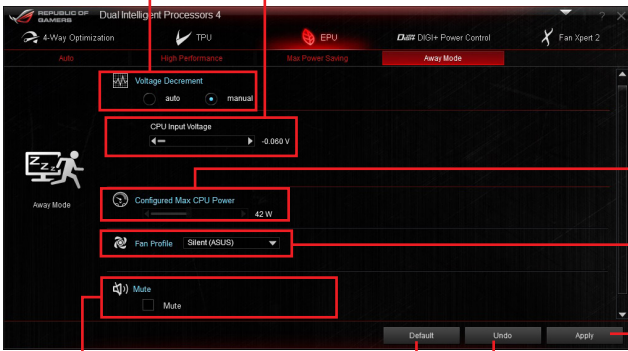 REPUBLIC OF GAMERS
Dual Intelligent Processors 4
?
4-Way Optimization TPU EPU DIGI+ DIGI+ Power Control Fan Xpert 2
Auto High Performance Max Power Saving Away Mode
Voltage Decrement
auto manual
CPU Input Voltage
-0.060 V
Zzz
Away Mode
Configured Max CPU Power
42 W
Fan Profile Silent (ASUS)
Mute
Mute
Default Undo Apply